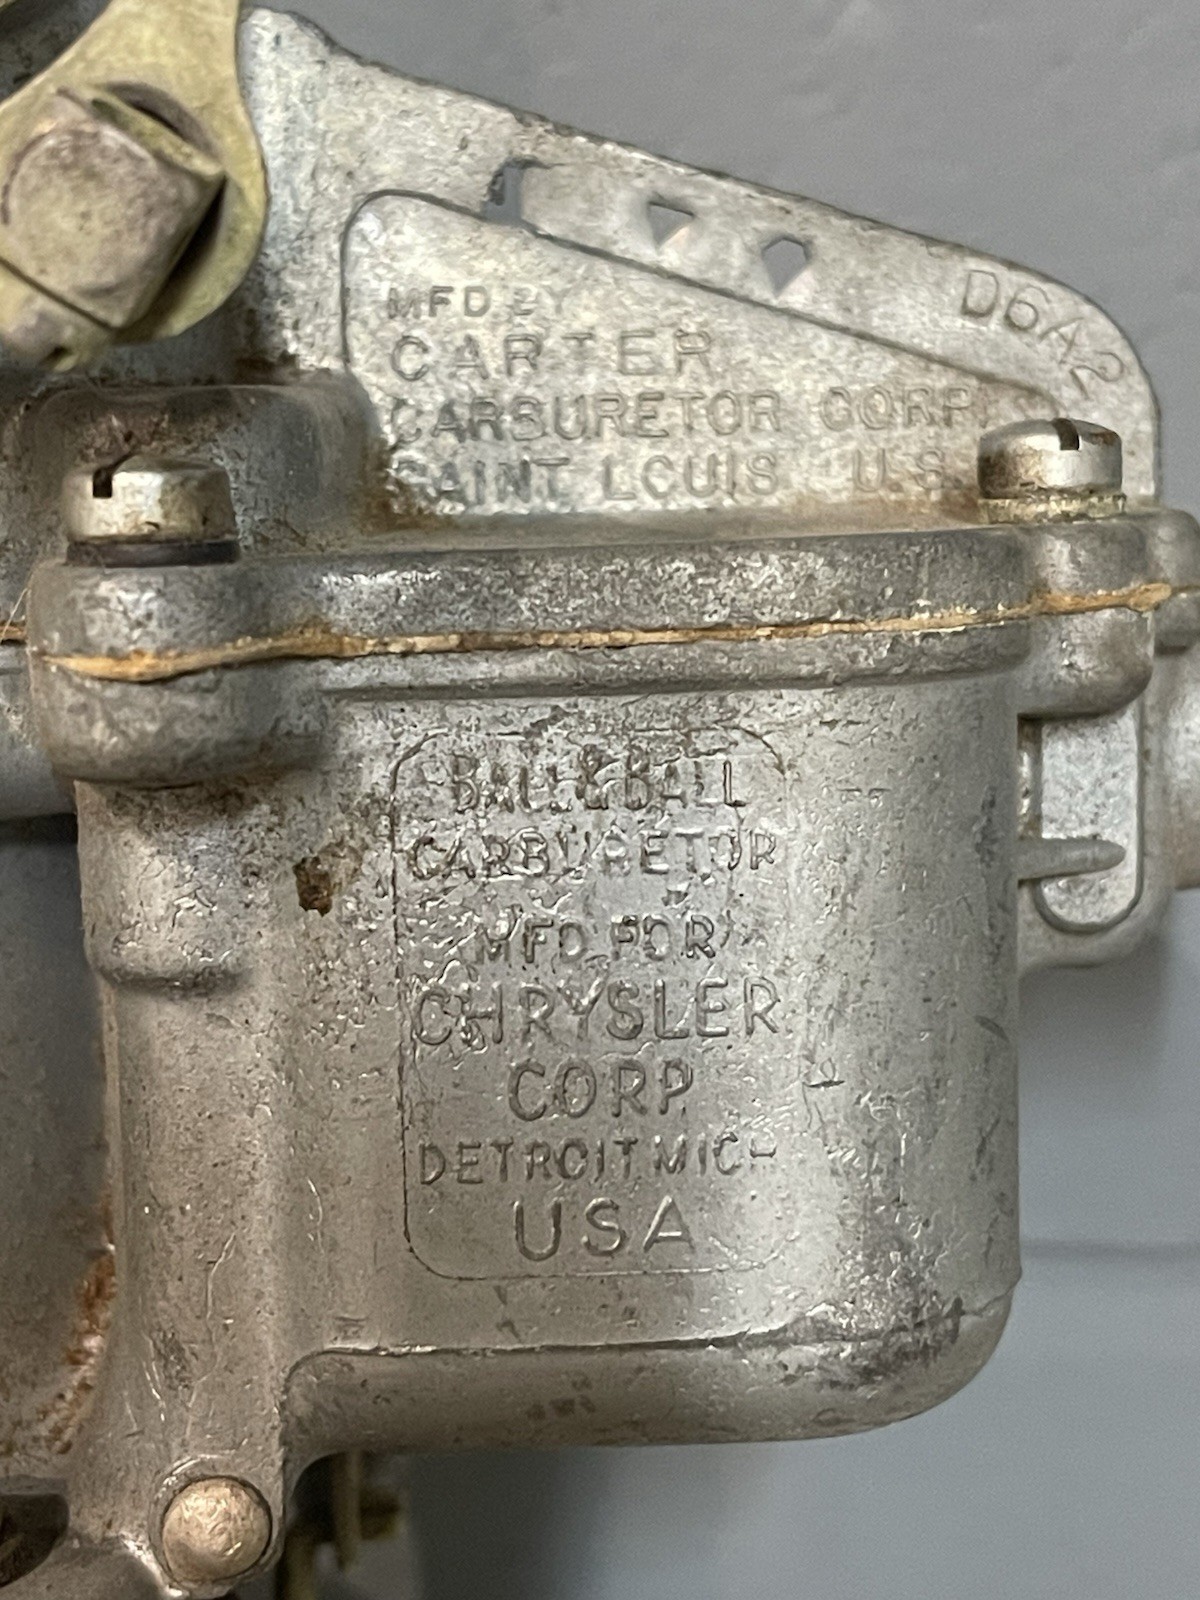 D6A2
MFD BY
CARTER
CARBURETOR CORP.
SAINT LOUIS U.S.
BALL & BALL
CARBURETOR
MFD FOR
CHRYSLER
CORP
DETROIT MICH
USA